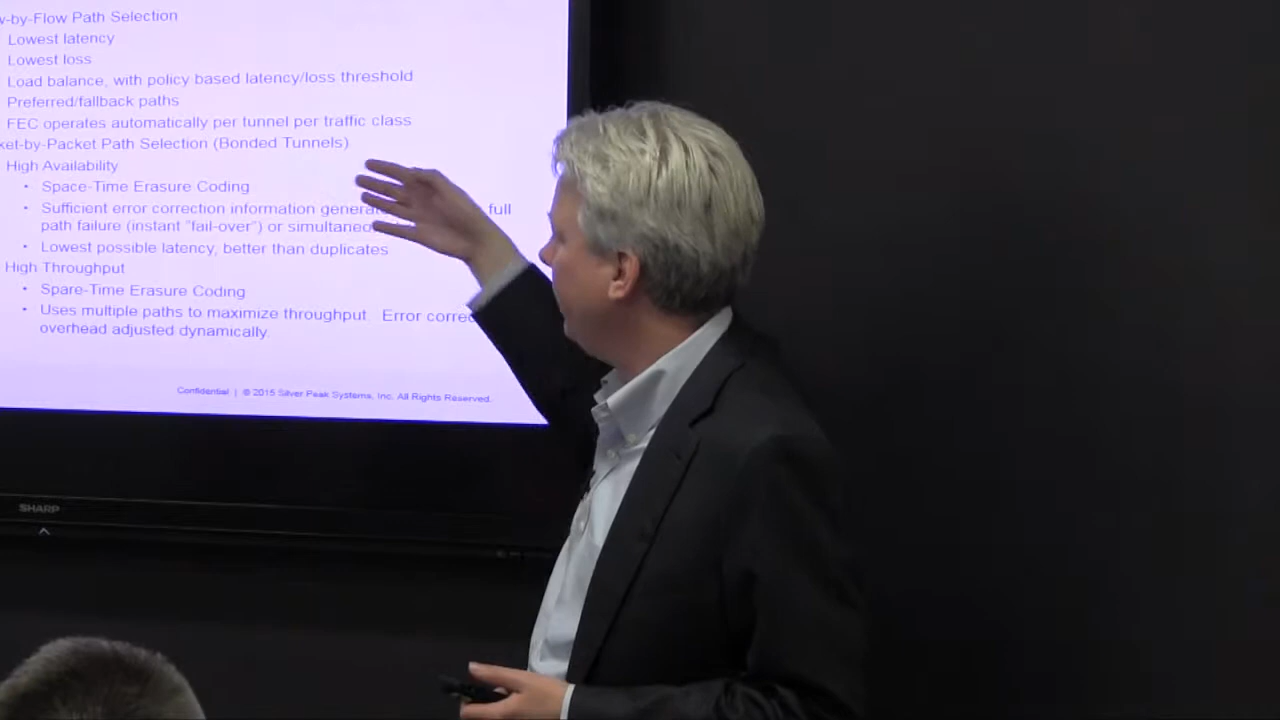 w-by-Flow Path Selection
Lowest latency
Lowest loss
Load balance, with policy based latency/loss threshold
Preferred/fallback paths
FEC operates automatically per tunnel per traffic class
ket-by-Packet Path Selection (Bonded Tunnels)
High Availability
• Space-Time Erasure Coding
• Sufficient error correction information genera full
path failure (instant "fail-over") or simultaneo
• Lowest possible latency, better than duplicates
High Throughput
• Spare-Time Erasure Coding
• Uses multiple paths to maximize throughput Error correc
overhead adjusted dynamically.
Confidential | © 2015 Silver Peak Systems, Inc. All Rights Reserved.
SHARP